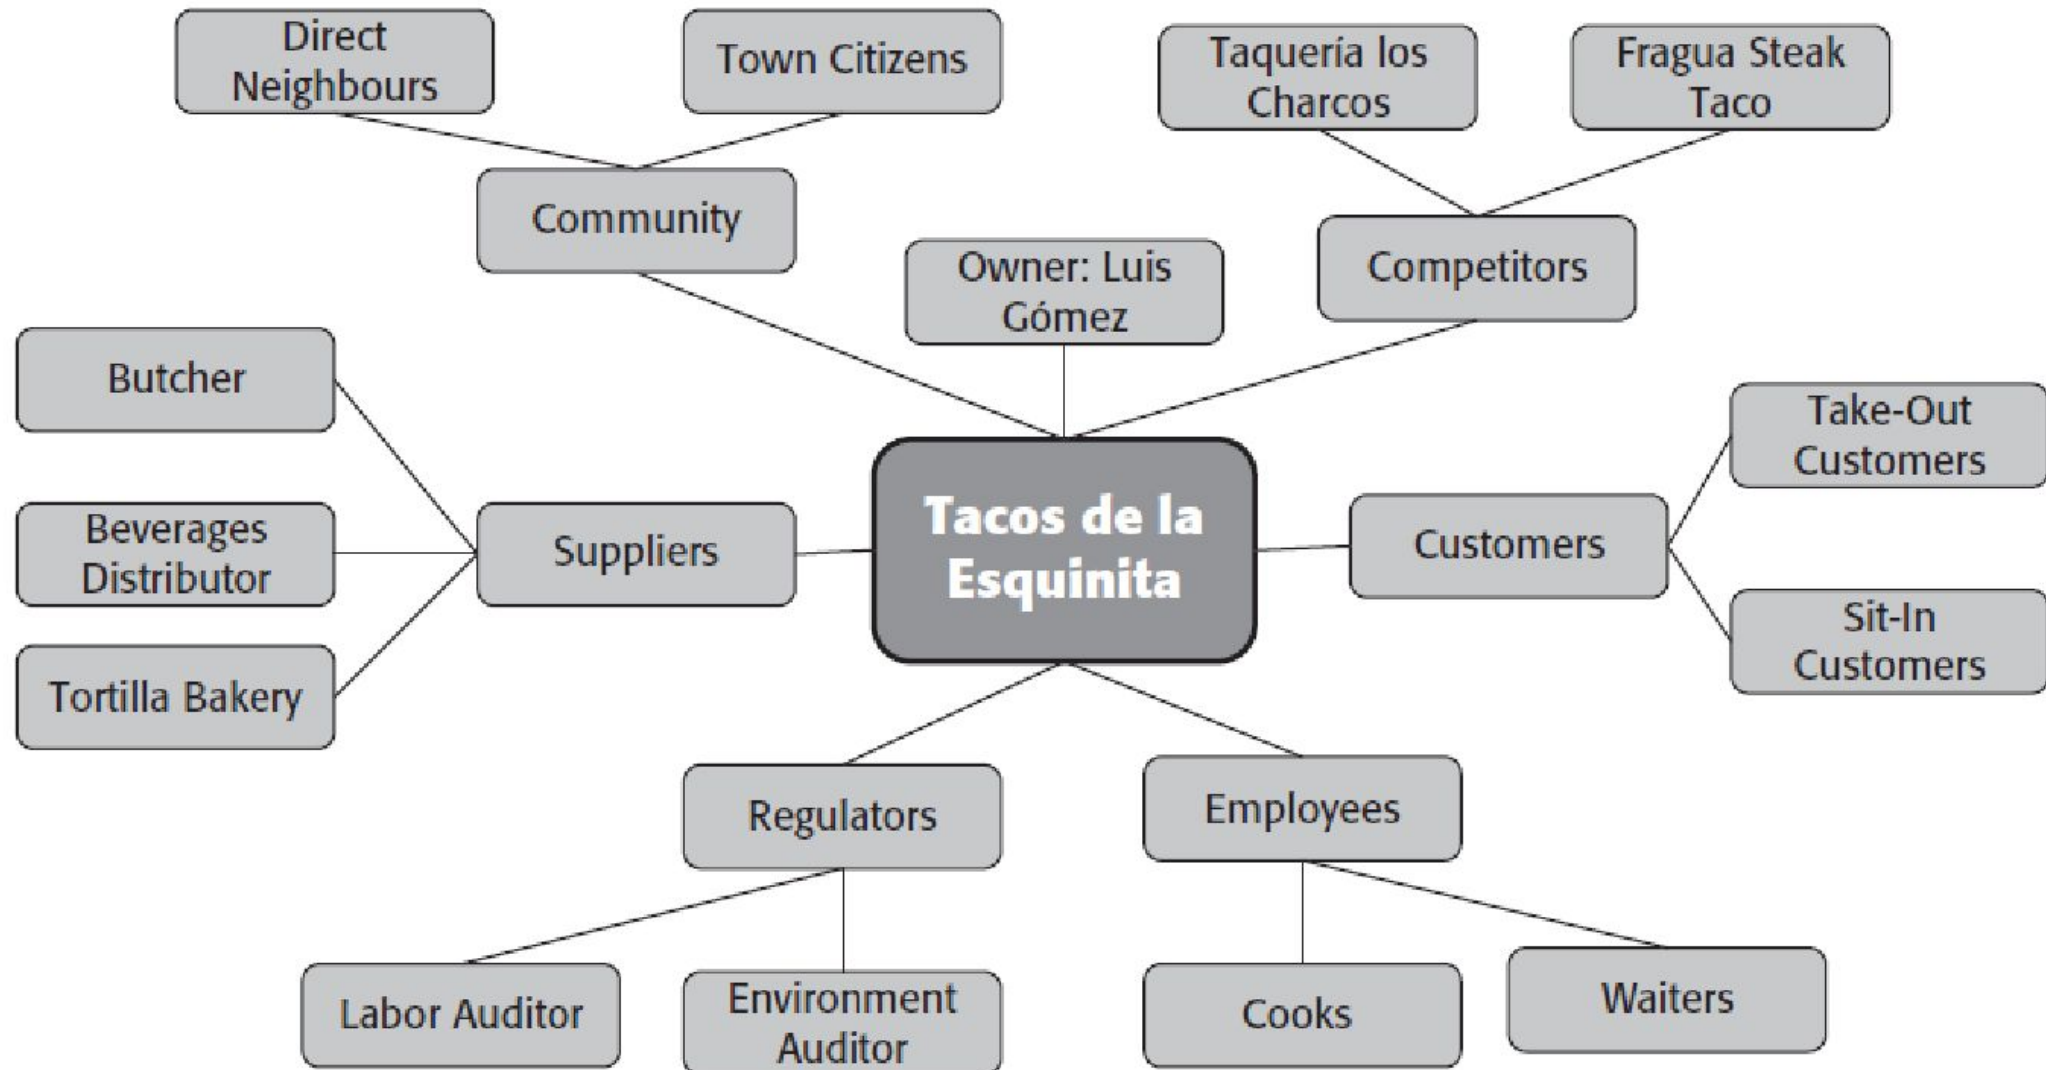 Direct
Neighbours
Town Citizens
Taquería los
Charcos
Fragua Steak
Taco
Community
Owner: Luis
Gómez
Competitors
Butcher
Take-Out
Customers
Beverages
Distributor
Suppliers
Tacos de la
Esquinita
Customers
Sit-In
Customers
Tortilla Bakery
Regulators
Employees
Labor Auditor
Environment
Auditor
Cooks
Waiters